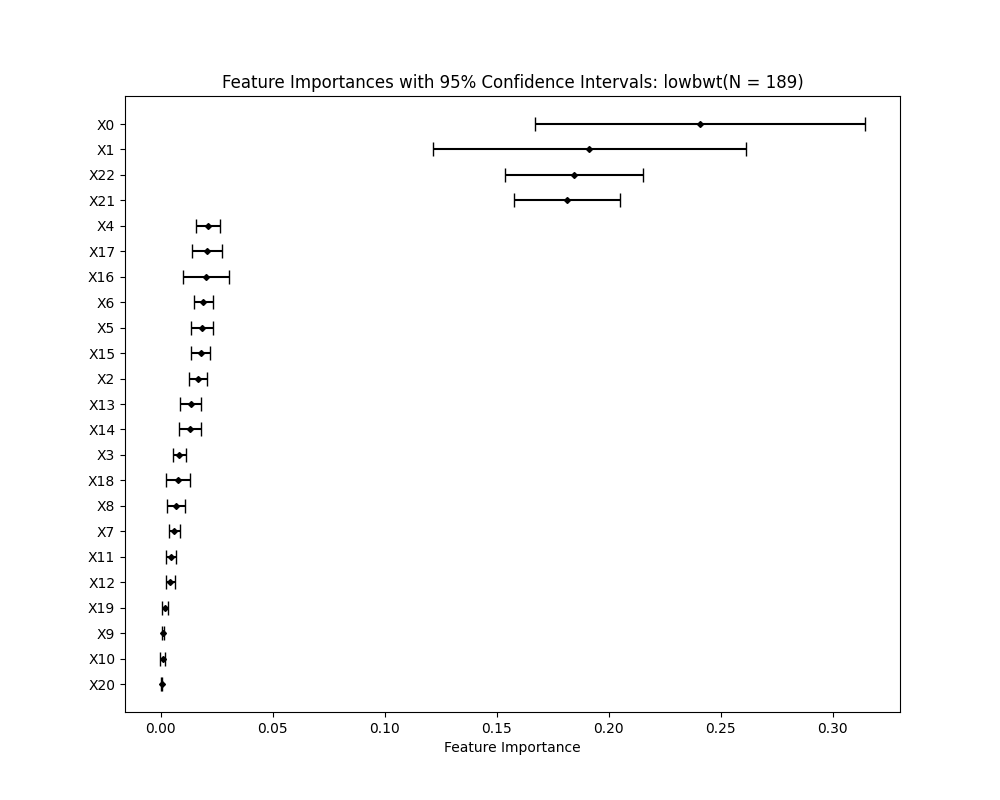 Feature Importances with 95% Confidence Intervals: lowbwt(N = 189)
X0
X1
X22
X21
X4
X17
X16
X6
X5
X15
X2
X13
X14
X3
X18
X8
X7
X11
X12
X19
X9
X10
X20
0.00 0.05 0.10 0.15 0.20 0.25 0.30
Feature Importance